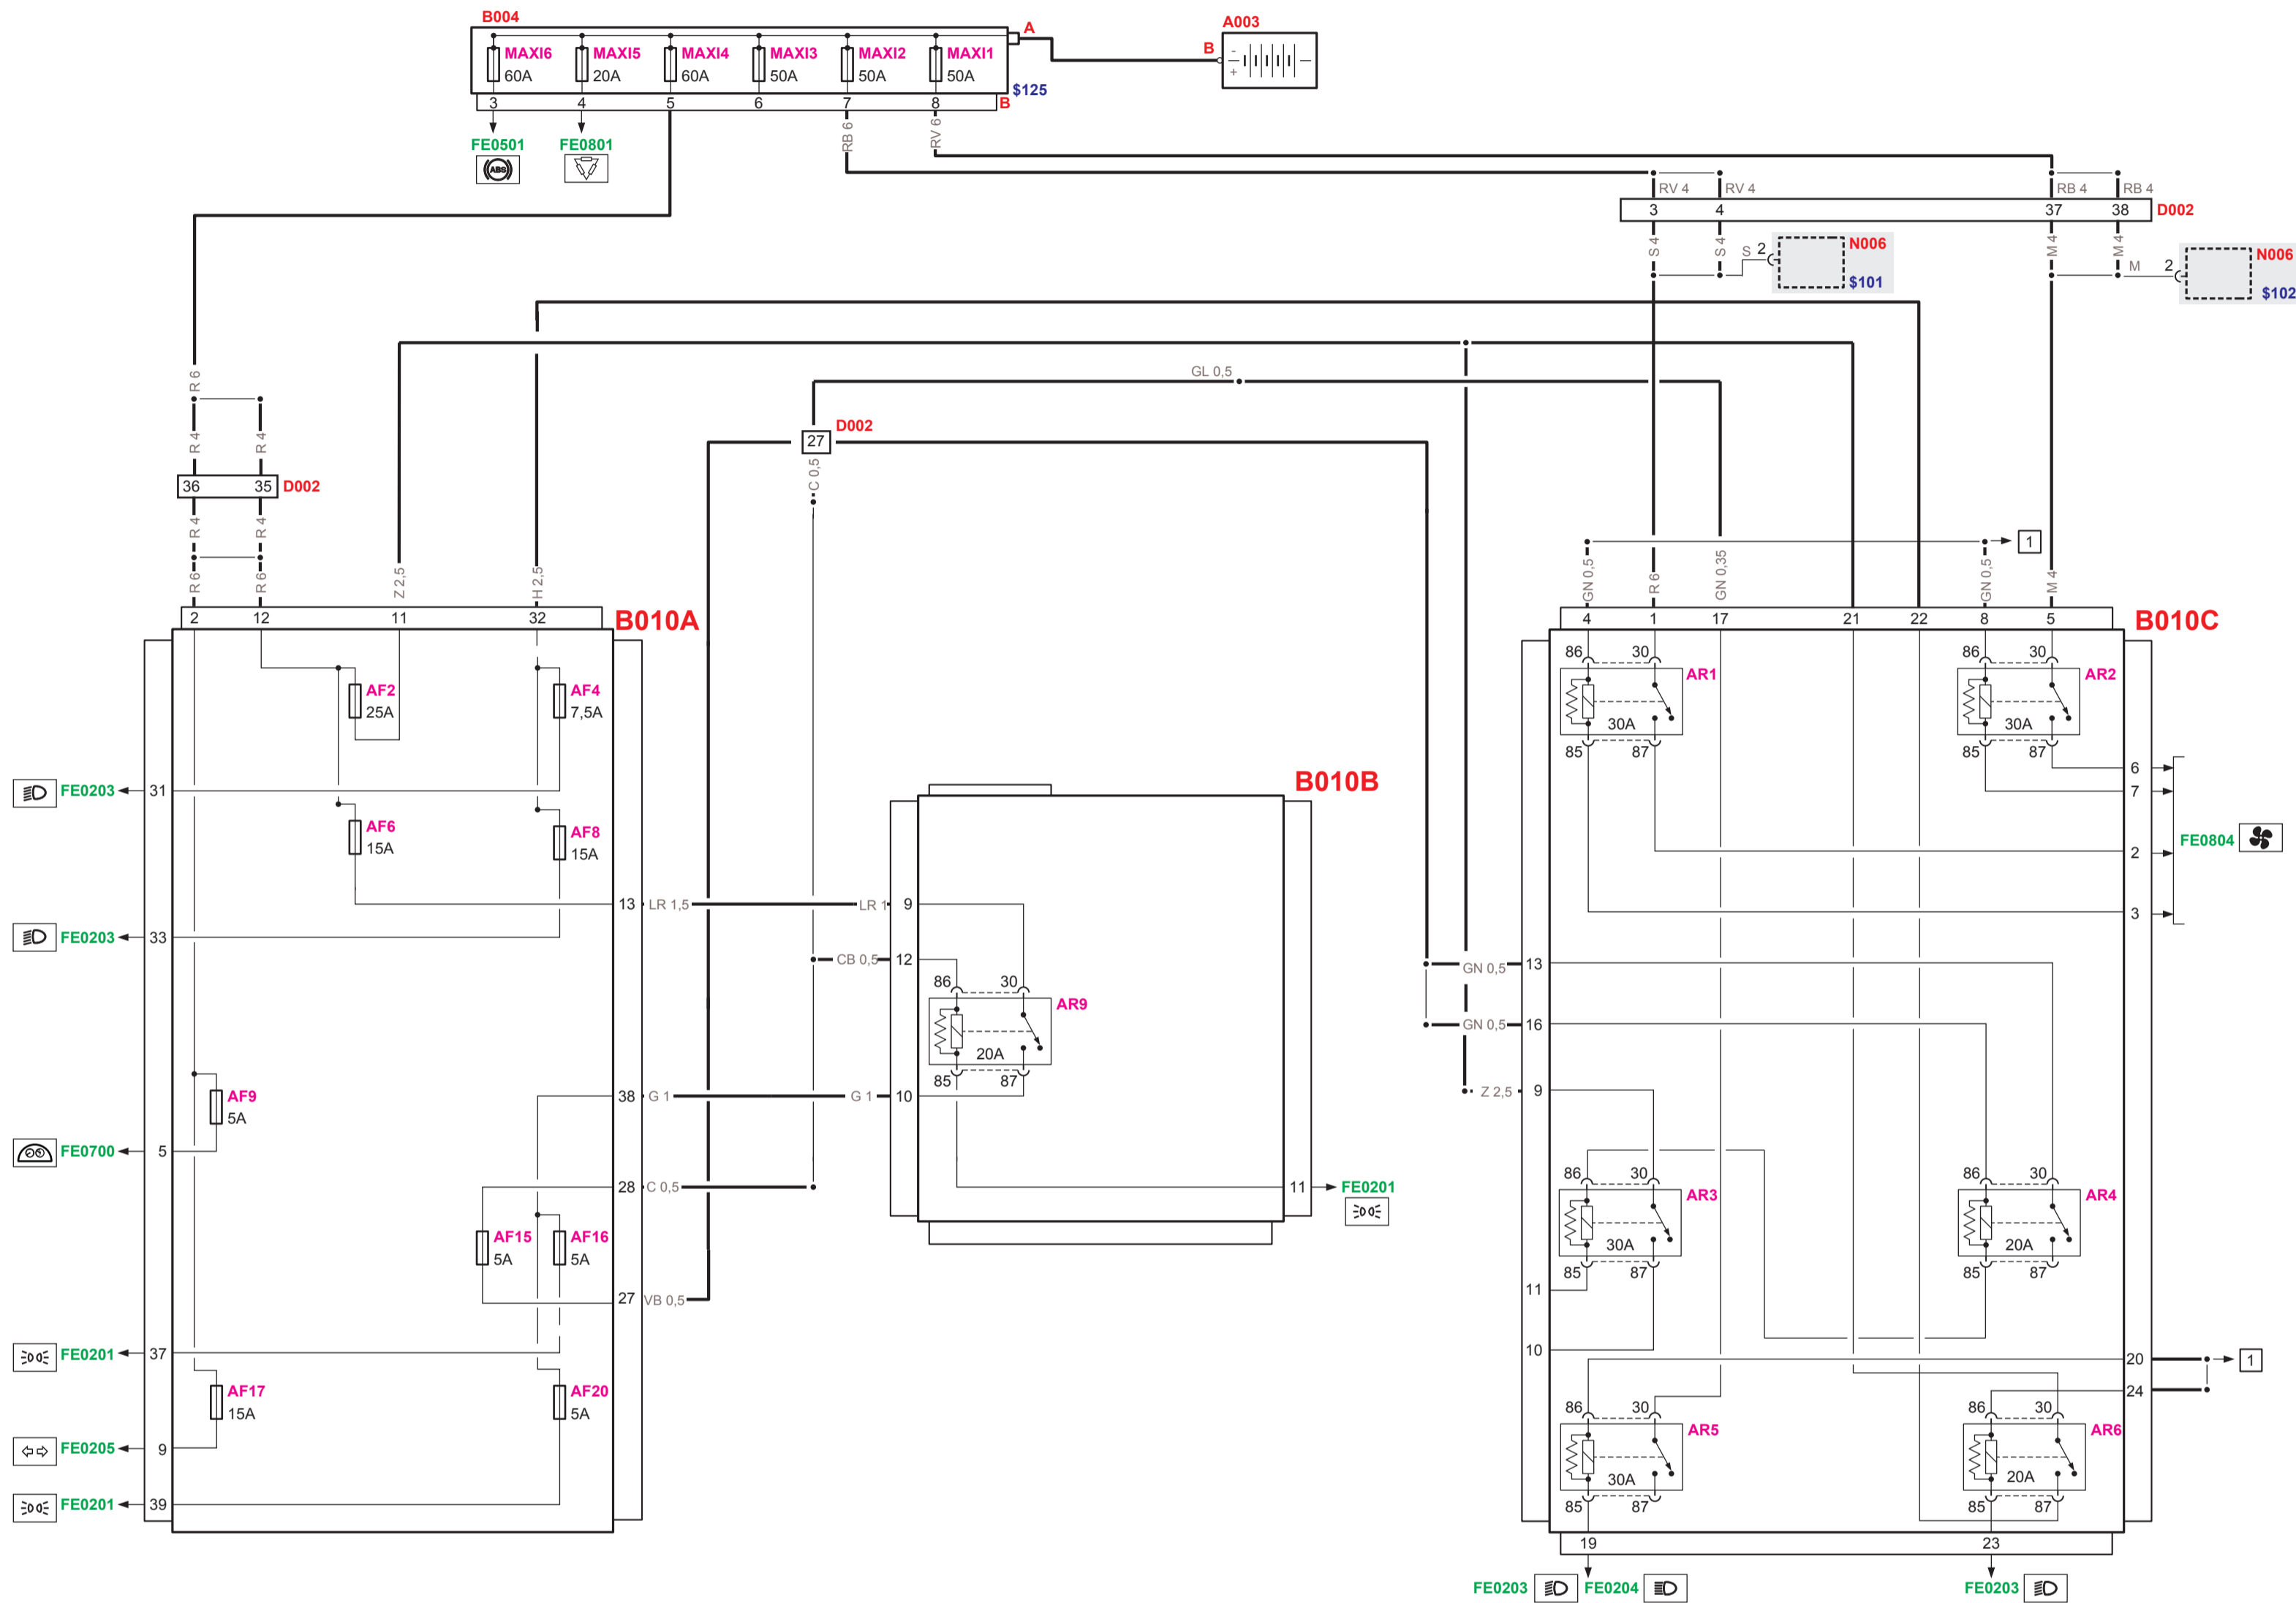 B004
A
A003
MAXI6 MAXI5 MAXI4 MAXI3 MAXI2 MAXI1
60A 20A 60A 50A 50A 50A
B
- +
$125
3 4 5 6 7 8 B
FE0501 FE0801
ABS
RB 6 RV 6
RV 4 RV 4 RB 4 RB 4
3 4 37 38 D002
S 4 S 4 S 2 N006 $101
M 4 M 4 M 2 N006 $102
GL 0,5
R 6
R 4 R 4
36 35 D002
R 4 R 4
R 6 R 6 Z 2,5 H 2,5
27 D002
C 0,5
1
GN 0,5 R 6 GN 0,35 GN 0,5 M 4
2 12 11 32 B010A
4 1 17 21 22 8 5 B010C
86 30 AR1 30A 85 87
86 30 AR2 30A 85 87
AF2 25A
AF4 7,5A
FE0203 31
AF6 15A
AF8 15A
6
7
FE0804
2
3
B010B
13 LR 1,5 LR 1 9
FE0203 33
CB 0,5 12
GN 0,5 13
86 30 AR9 20A 85 87
GN 0,5 16
AF9 5A
38 G 1 G 1 10
Z 2,5 9
FE0700 5
28 C 0,5
11 FE0201
86 30 AR3 30A 85 87
86 30 AR4 20A 85 87
AF15 5A
AF16 5A
27 VB 0,5
11
10
FE0201 37
20 1
24
AF17 15A
AF20 5A
86 30 AR5 30A 85 87
86 30 AR6 20A 85 87
FE0205 9
FE0201 39
19 23
FE0203 FE0204 FE0203